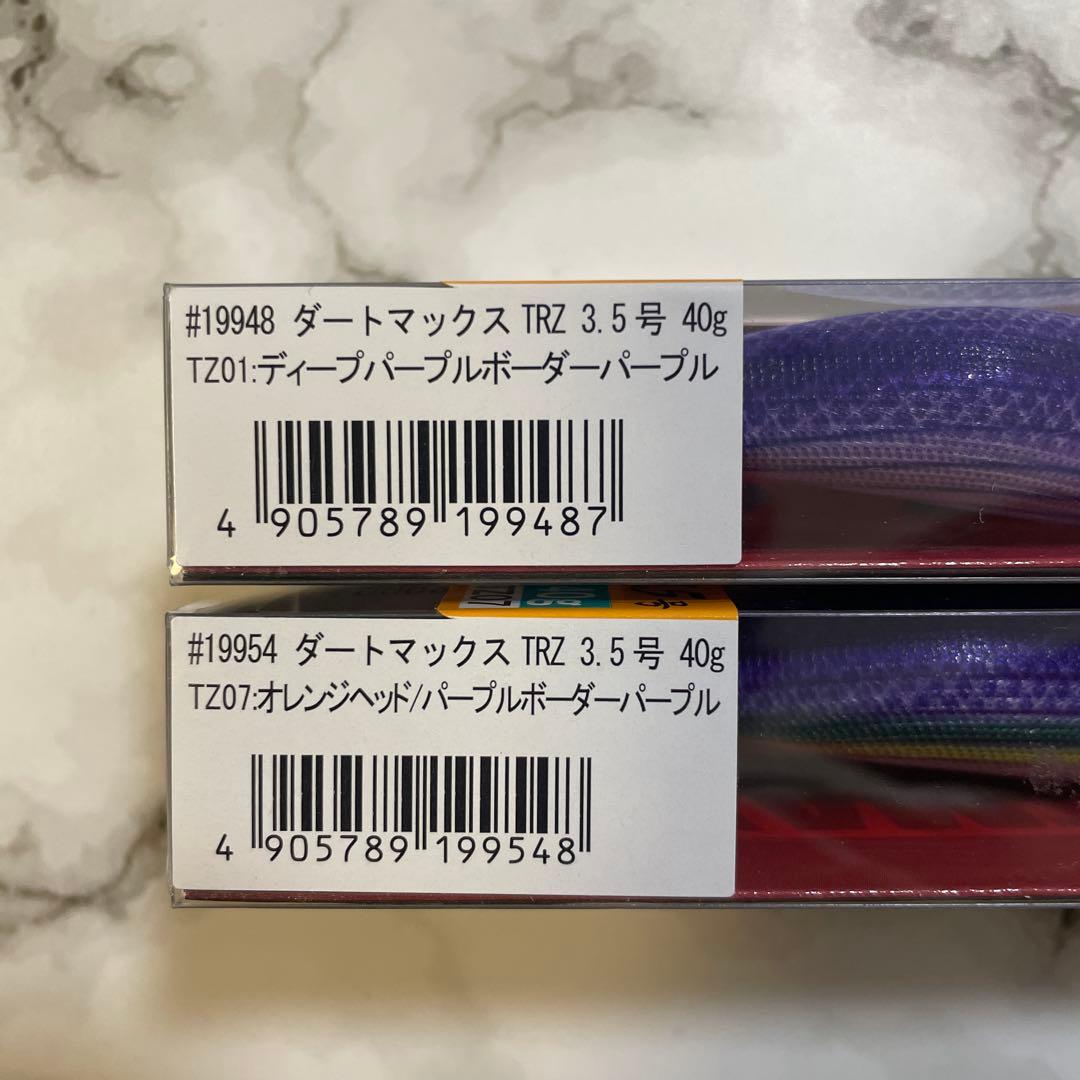 #19948 ダートマックス TRZ 3.5号 40g
TZ01:ディープパープルボーダーパープル
4 905789 199487
#19954 ダートマックス TRZ 3.5号 40g
TZ07:オレンジヘッド/パープルボーダーパープル
4 905789 199548